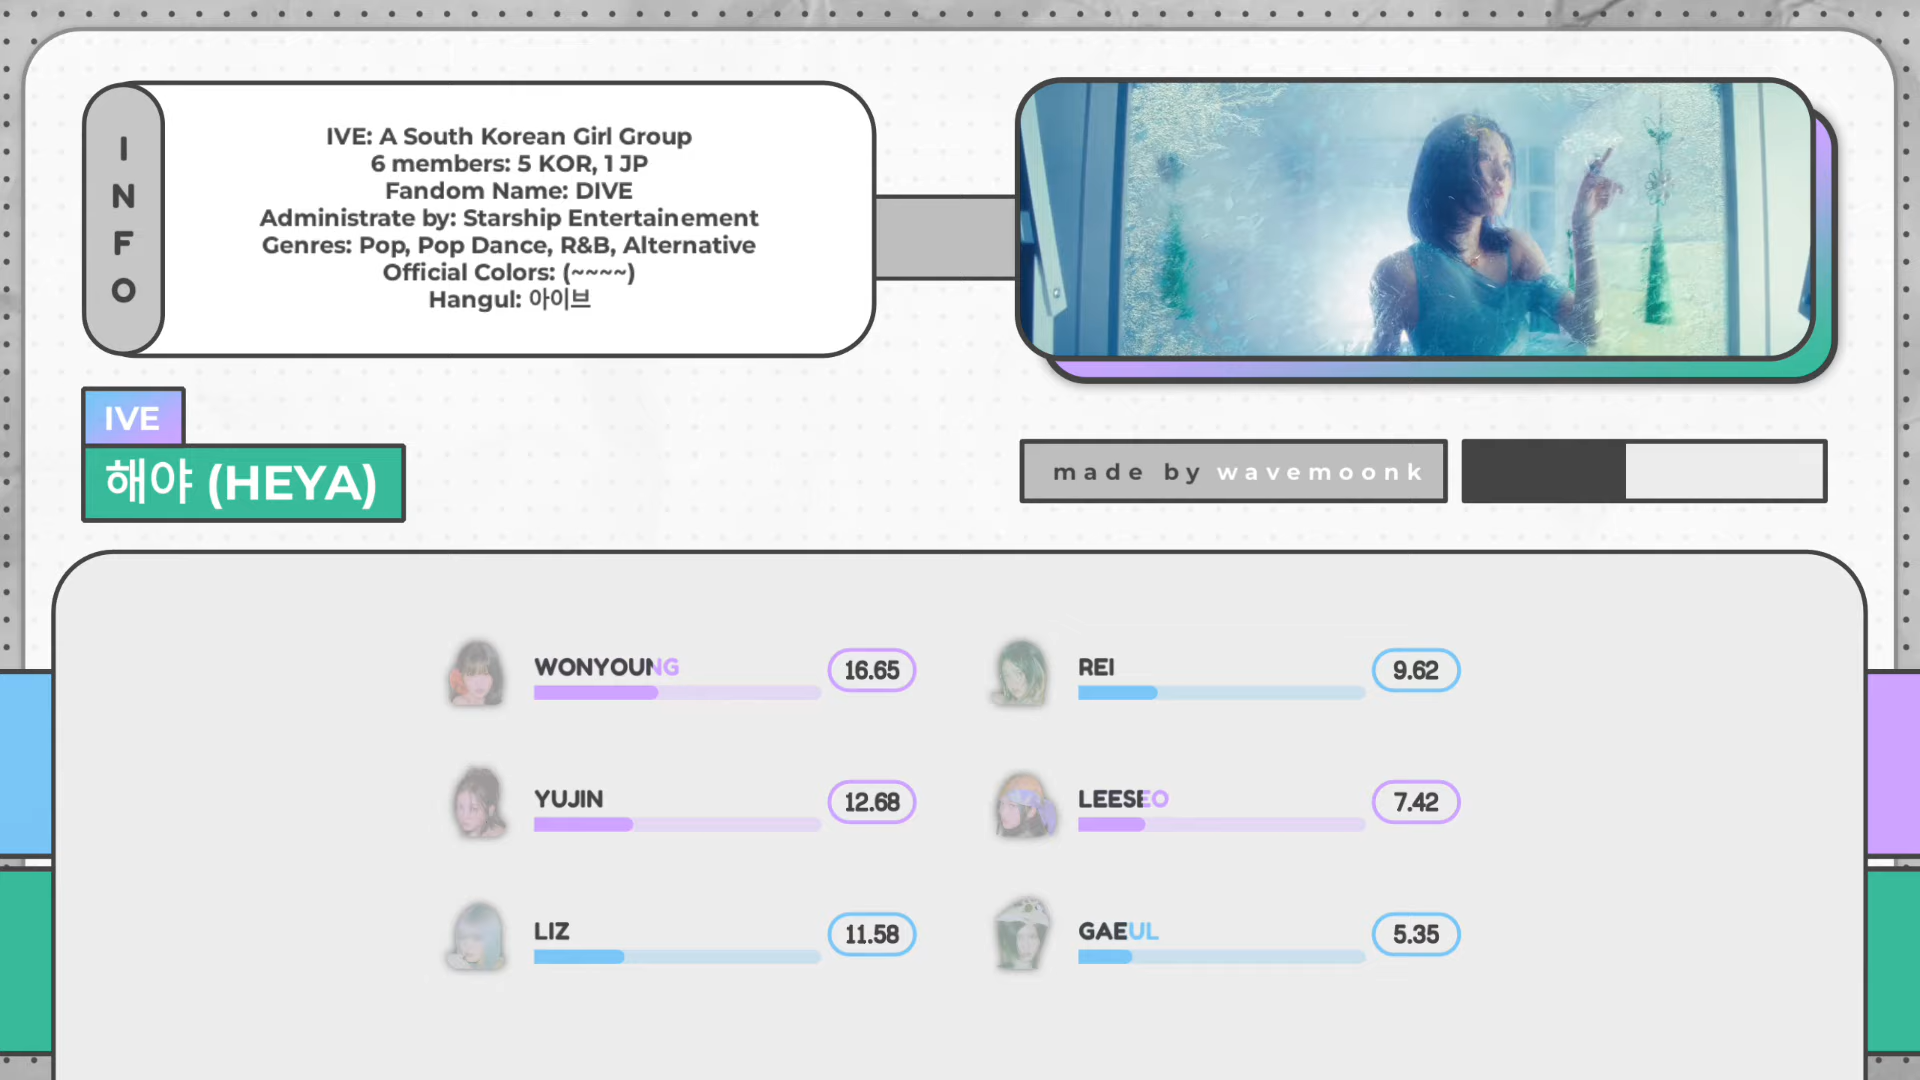 INFO
IVE: A South Korean Girl Group
6 members: 5 KOR, 1 JP
Fandom Name: DIVE
Administrate by: Starship Entertainement
Genres: Pop, Pop Dance, R&B, Alternative
Official Colors: (~~~~)
Hangul: 아이브
IVE
해야 (HEYA)
made by wavemoonk
WONYOUNG
16.65
REI
9.62
YUJIN
12.68
LEESEO
7.42
LIZ
11.58
GAEUL
5.35